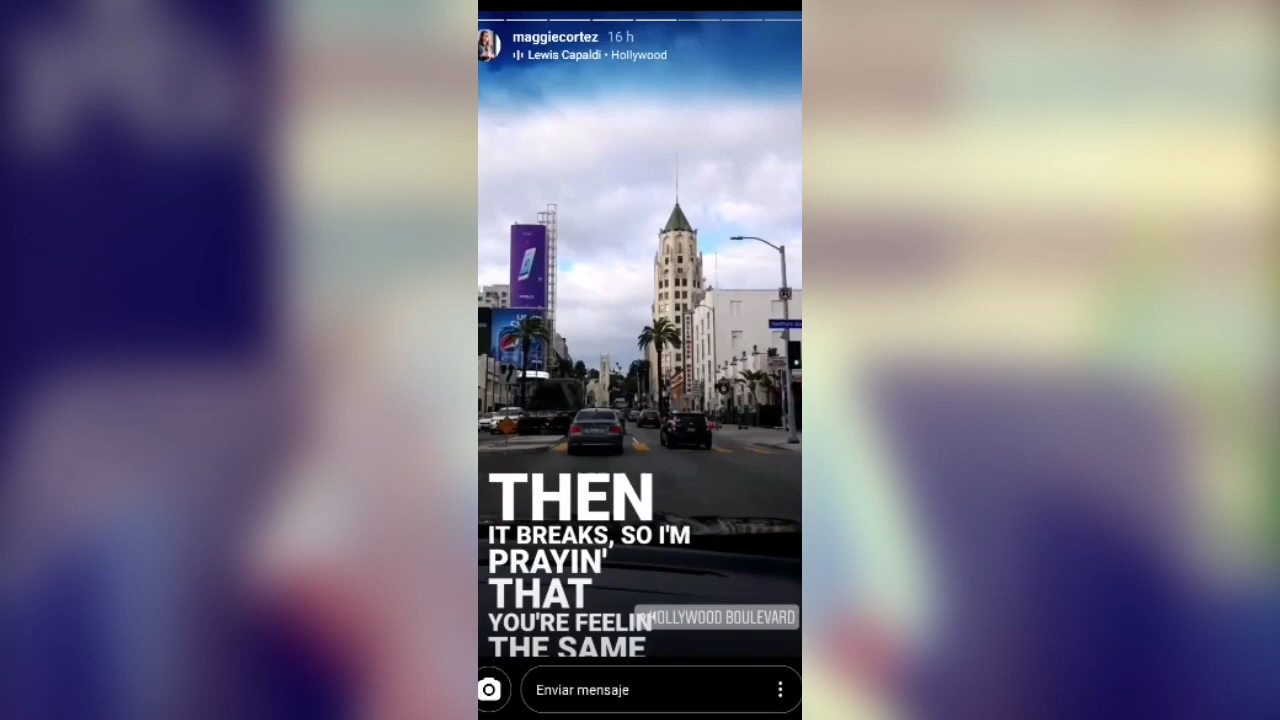 maggiecortez 16 h
Lewis Capaldi • Hollywood
THEN
IT BREAKS, SO I'M
PRAYIN'
THAT
YOU'RE FEELIN'
HOLLYWOOD BOULEVARD
THE SAME
Enviar mensaje